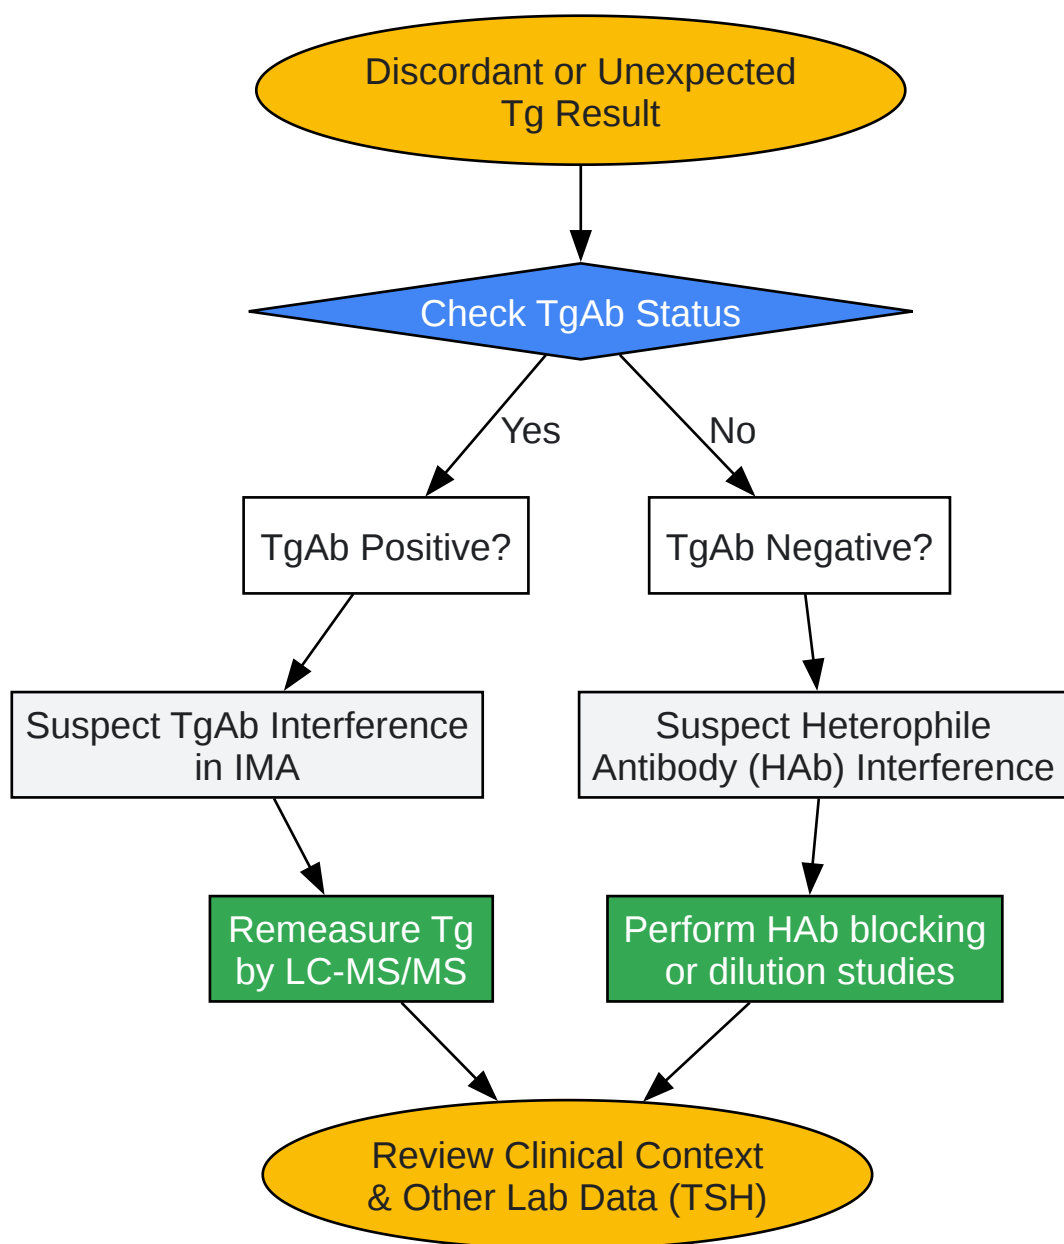 Discordant or Unexpected
Tg Result
Check TgAb Status
Yes
No
TgAb Positive?
TgAb Negative?
Suspect TgAb Interference
in IMA
Suspect Heterophile
Antibody (HAb) Interference
Remeasure Tg
by LC-MS/MS
Perform HAb blocking
or dilution studies
Review Clinical Context
& Other Lab Data (TSH)